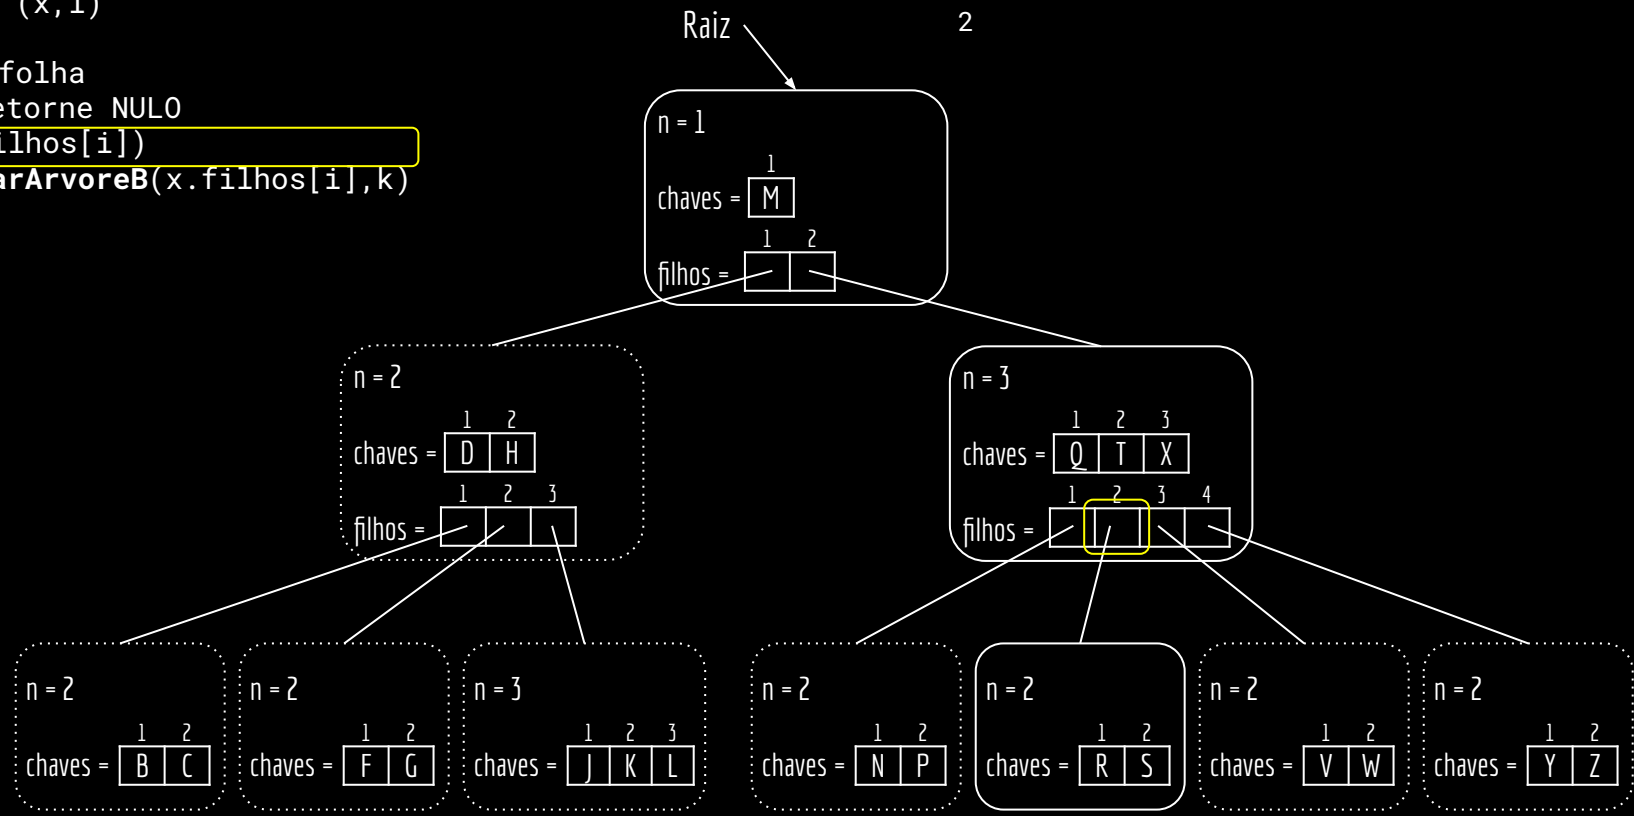 (x,i)
folha
etorne NULO
ilhos[i])
arArvoreB(x.filhos[i],k)
2
Raiz
n = 1
1
chaves = M
1 2
filhos =
n = 2
1 2
chaves = D H
1 2 3
filhos =
n = 3
1 2 3
chaves = Q T X
1 2 3 4
filhos =
n = 2
1 2
chaves = B C
n = 2
1 2
chaves = F G
n = 3
1 2 3
chaves = J K L
n = 2
1 2
chaves = N P
n = 2
1 2
chaves = R S
n = 2
1 2
chaves = V W
n = 2
1 2
chaves = Y Z